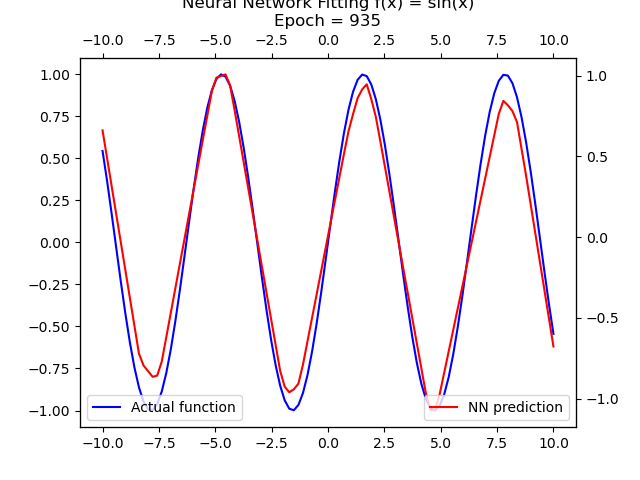 Neural Network Fitting f(x) = sin(x)
Epoch = 935
−10.0 −7.5 −5.0 −2.5 0.0 2.5 5.0 7.5 10.0
1.00 1.0
0.75
0.50 0.5
0.25
0.00 0.0
−0.25
−0.50 −0.5
−0.75
−1.00 −1.0
Actual function NN prediction
−10.0 −7.5 −5.0 −2.5 0.0 2.5 5.0 7.5 10.0